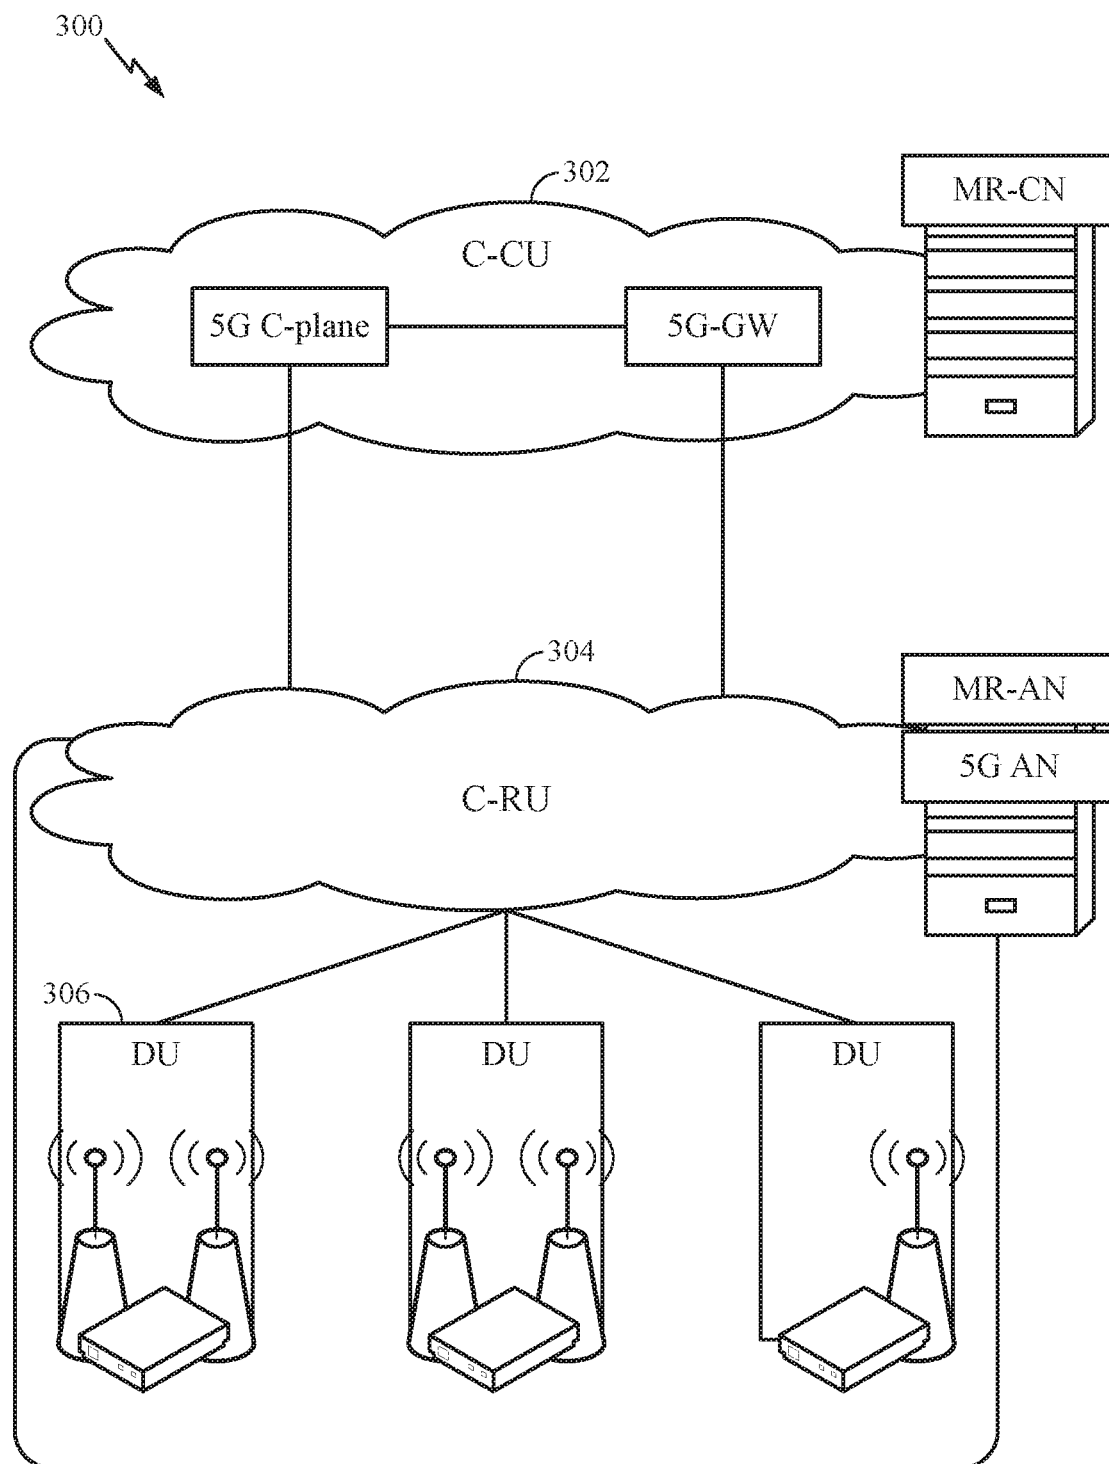 300
302
MR-CN
C-CU
5G C-plane
5G-GW
304
MR-AN
5G AN
C-RU
306
DU
DU
DU